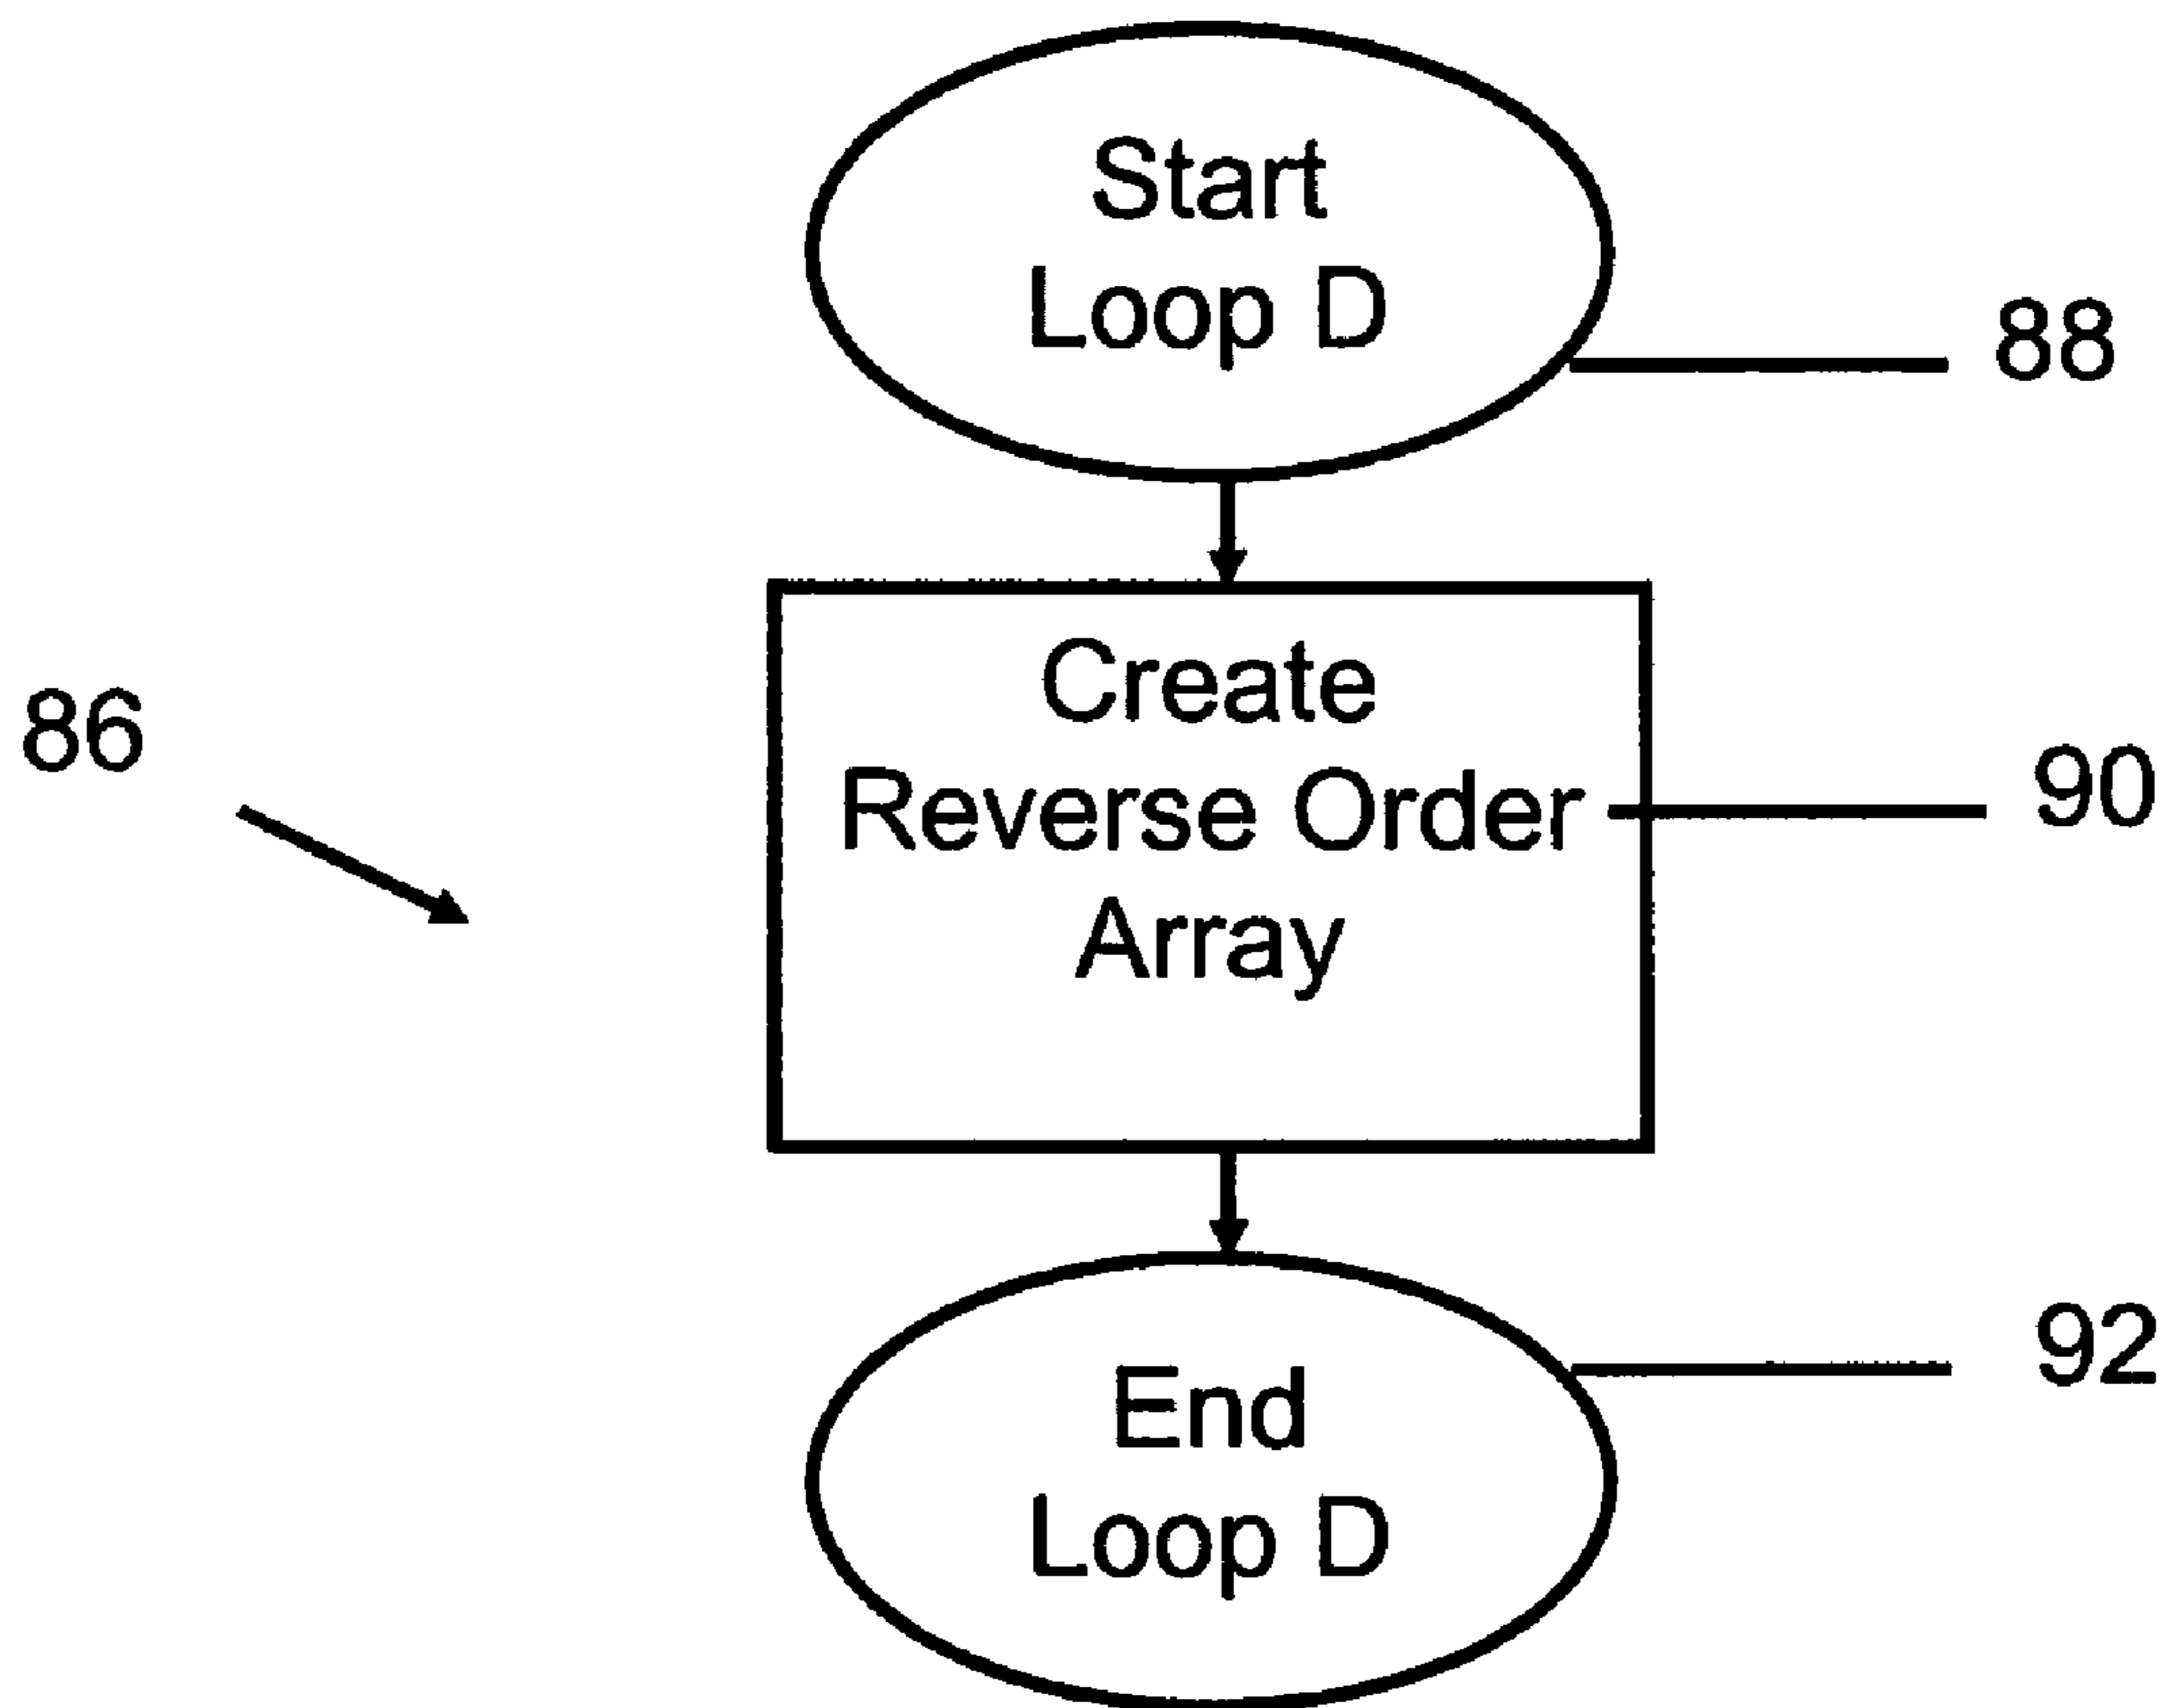 Start
Loop D
88
Create
Reverse Order
Array
86
90
End
Loop D
92